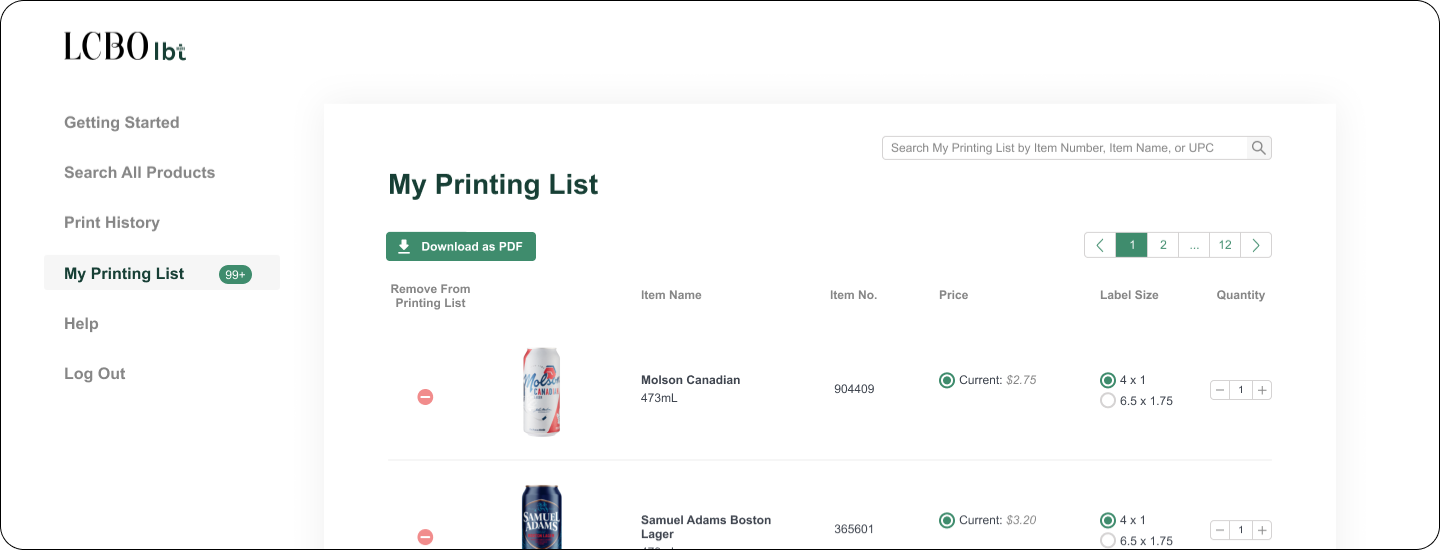 LCBO lbt
Getting Started
Search All Products
Print History
My Printing List 99+
Help
Log Out
Search My Printing List by Item Number, Item Name, or UPC
My Printing List
Download as PDF
1 2 ... 12
Remove From
Printing List
Item Name
Item No.
Price
Label Size
Quantity
Molson
CANADIAN
Molson Canadian
473mL
904409
Current: $2.75
4 x 1
6.5 x 1.75
1
SAMUEL
ADAMS
Samuel Adams Boston
Lager
365601
Current: $3.20
4 x 1
6.5 x 1.75
1